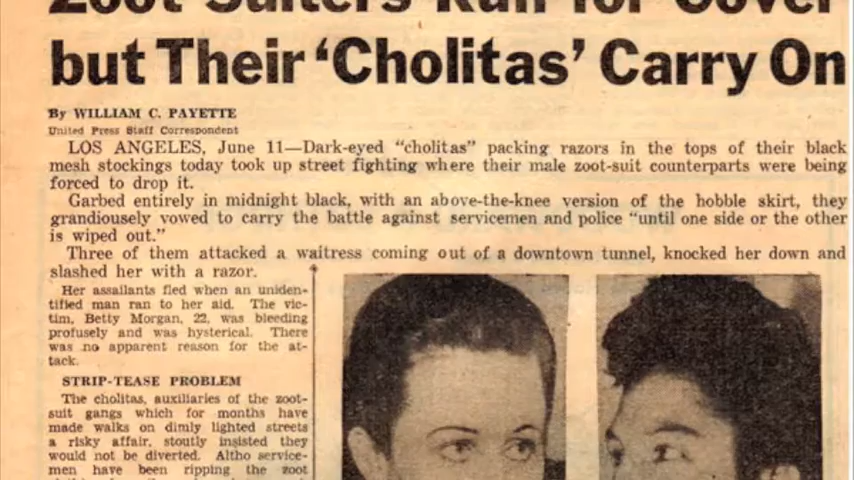 Zoot Suiters Run for Cover
but Their ‘Cholitas’ Carry On
By WILLIAM C. PAYETTE
United Press Staff Correspondent
LOS ANGELES, June 11—Dark-eyed “cholitas” packing razors in the tops of their black
mesh stockings today took up street fighting where their male zoot-suit counterparts were being
forced to drop it.
Garbed entirely in midnight black, with an above-the-knee version of the hobble skirt, they
grandiousely vowed to carry the battle against servicemen and police “until one side or the other
is wiped out.”
Three of them attacked a waitress coming out of a downtown tunnel, knocked her down and
slashed her with a razor.
Her assailants fled when an uniden-
tified man ran to her aid. The vic-
tim, Betty Morgan, 22, was bleeding
profusely and was hysterical. There
was no apparent reason for the at-
tack.
STRIP-TEASE PROBLEM
The cholitas, auxiliaries of the zoot-
suit gangs which for months have
made walks on dimly lighted streets
a risky affair, stoutly insisted they
would not be diverted. Altho service-
men have been ripping the zoot